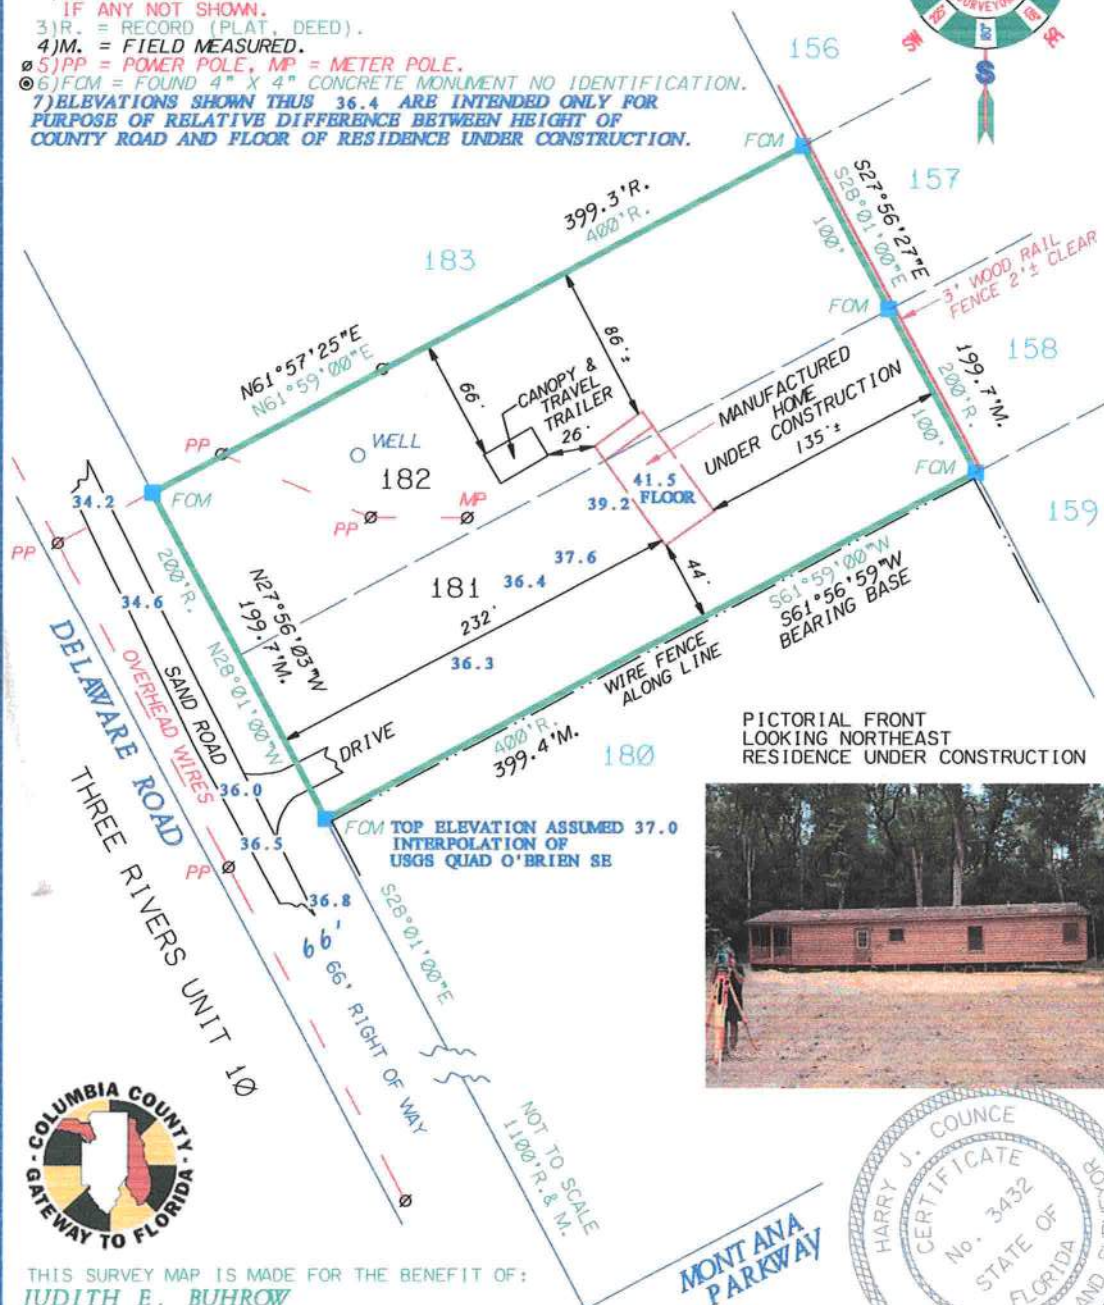 IF ANY NOT SHOWN.
3)R. = RECORD (PLAT, DEED).
4)M. = FIELD MEASURED.
5)PP = POWER POLE, MP = METER POLE.
6)FCM = FOUND 4" X 4" CONCRETE MONUMENT NO IDENTIFICATION.
7)ELEVATIONS SHOWN THUS 36.4 ARE INTENDED ONLY FOR
PURPOSE OF RELATIVE DIFFERENCE BETWEEN HEIGHT OF
COUNTY ROAD AND FLOOR OF RESIDENCE UNDER CONSTRUCTION.
SURVEYOR
225°
180°
SW
S
156
FCM
157
S27°56'27"E
S28°01'00"E
100'
399.3'R.
400'R.
183
FCM
3' WOOD RAIL
FENCE 2'± CLEAR
158
199.7'M.
200'R.
100'
N61°57'25"E
N61°59'00"E
66'
86'±
CANOPY &
TRAVEL
TRAILER
26'
MANUFACTURED
HOME
UNDER CONSTRUCTION
135'±
FCM
159
PP
WELL
182
PP
MP
41.5
FLOOR
39.2
34.2
FCM
PP
200'R.
N27°56'03"W
199.7'M.
N28°01'00"W
181
37.6
36.4
232'
36.3
44'
S61°59'00"W
S61°56'59"W
BEARING BASE
34.6
WIRE FENCE
ALONG LINE
DELAWARE ROAD
OVERHEAD WIRES
SAND ROAD
DRIVE
400'R.
399.4'M.
180
PICTORIAL FRONT
LOOKING NORTHEAST
RESIDENCE UNDER CONSTRUCTION
36.0
36.5
PP
FCM TOP ELEVATION ASSUMED 37.0
INTERPOLATION OF
USGS QUAD O'BRIEN SE
36.8
THREE RIVERS UNIT 10
S28°01'00"E
66'
66' RIGHT OF WAY
NOT TO SCALE
1100'R.& M.
COLUMBIA COUNTY
GATEWAY TO FLORIDA
MONTANA
PARKWAY
HARRY J. COUNCE
CERTIFICATE
No. 3432
STATE OF
FLORIDA
THIS SURVEY MAP IS MADE FOR THE BENEFIT OF:
JUDITH E. BUHROW